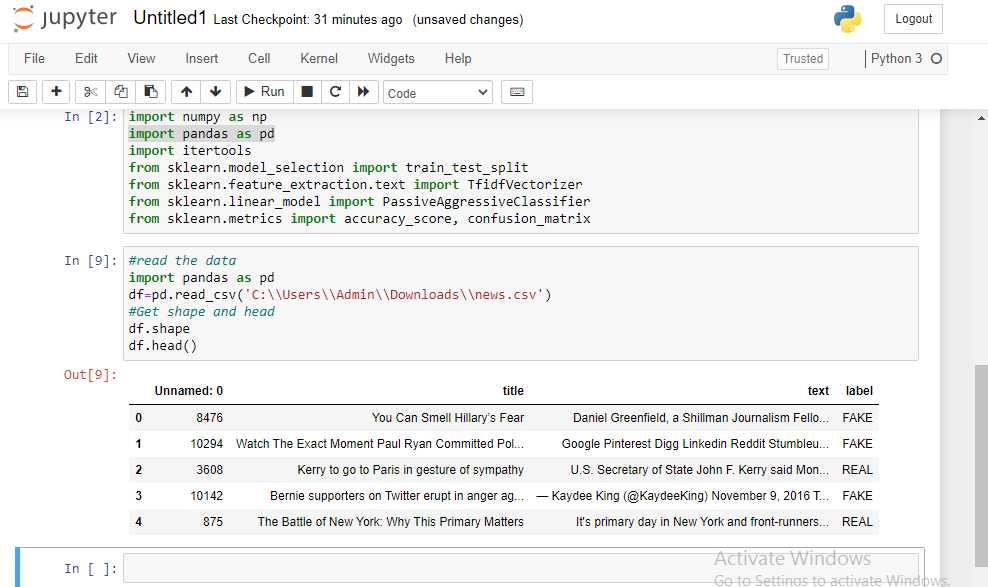 jupyter Untitled1 Last Checkpoint: 31 minutes ago (unsaved changes)
Logout
File Edit View Insert Cell Kernel Widgets Help Trusted Python 3
Run Code
In [2]: import numpy as np
import pandas as pd
import itertools
from sklearn.model_selection import train_test_split
from sklearn.feature_extraction.text import TfidfVectorizer
from sklearn.linear_model import PassiveAggressiveClassifier
from sklearn.metrics import accuracy_score, confusion_matrix
In [9]: #read the data
import pandas as pd
df=pd.read_csv('C:\\Users\\Admin\\Downloads\\news.csv')
#Get shape and head
df.shape
df.head()
Out[9]:
Unnamed: 0 title text label
0 8476 You Can Smell Hillary's Fear Daniel Greenfield, a Shillman Journalism Fello... FAKE
1 10294 Watch The Exact Moment Paul Ryan Committed Pol... Google Pinterest Digg Linkedin Reddit Stumbleu... FAKE
2 3608 Kerry to go to Paris in gesture of sympathy U.S. Secretary of State John F. Kerry said Mon... REAL
3 10142 Bernie supporters on Twitter erupt in anger ag... — Kaydee King (@KaydeeKing) November 9, 2016 T... FAKE
4 875 The Battle of New York: Why This Primary Matters It's primary day in New York and front-runners... REAL
Activate Windows
In [ ]:
Go to Settings to activate Windows.